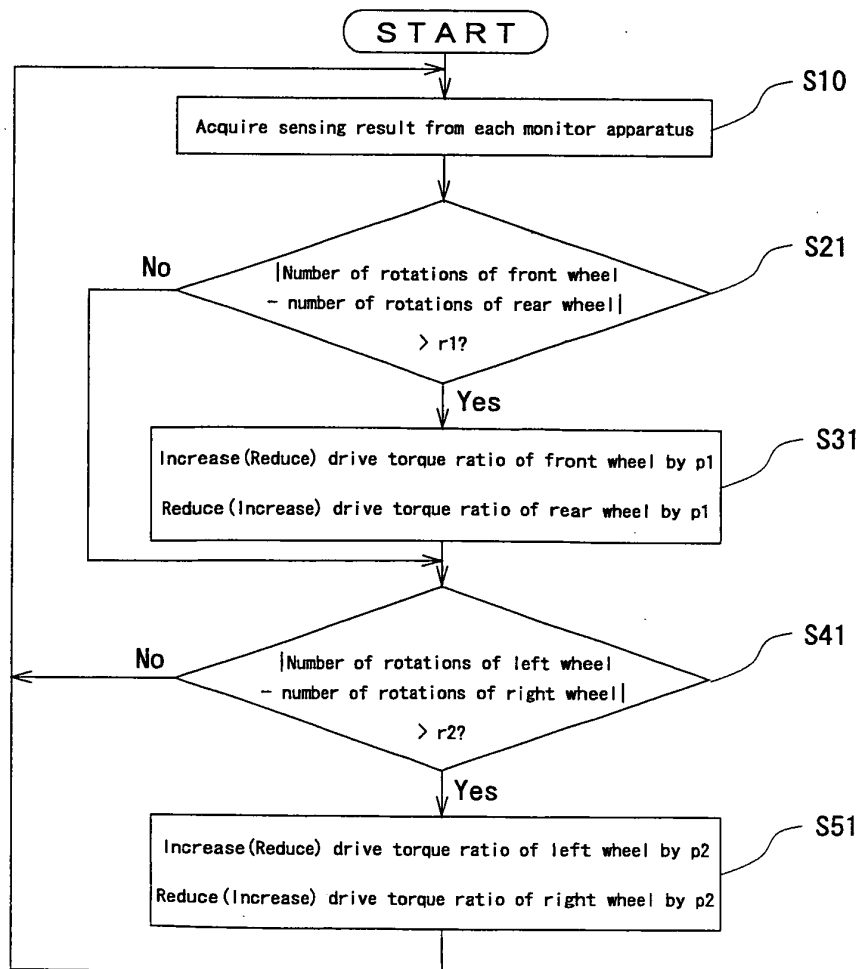 START
S10
Acquire sensing result from each monitor apparatus
S21
No
|Number of rotations of front wheel
- number of rotations of rear wheel|
> r1?
Yes
S31
Increase(Reduce) drive torque ratio of front wheel by p1
Reduce(Increase) drive torque ratio of rear wheel by p1
S41
No
|Number of rotations of left wheel
- number of rotations of right wheel|
> r2?
Yes
S51
Increase(Reduce) drive torque ratio of left wheel by p2
Reduce(Increase) drive torque ratio of right wheel by p2